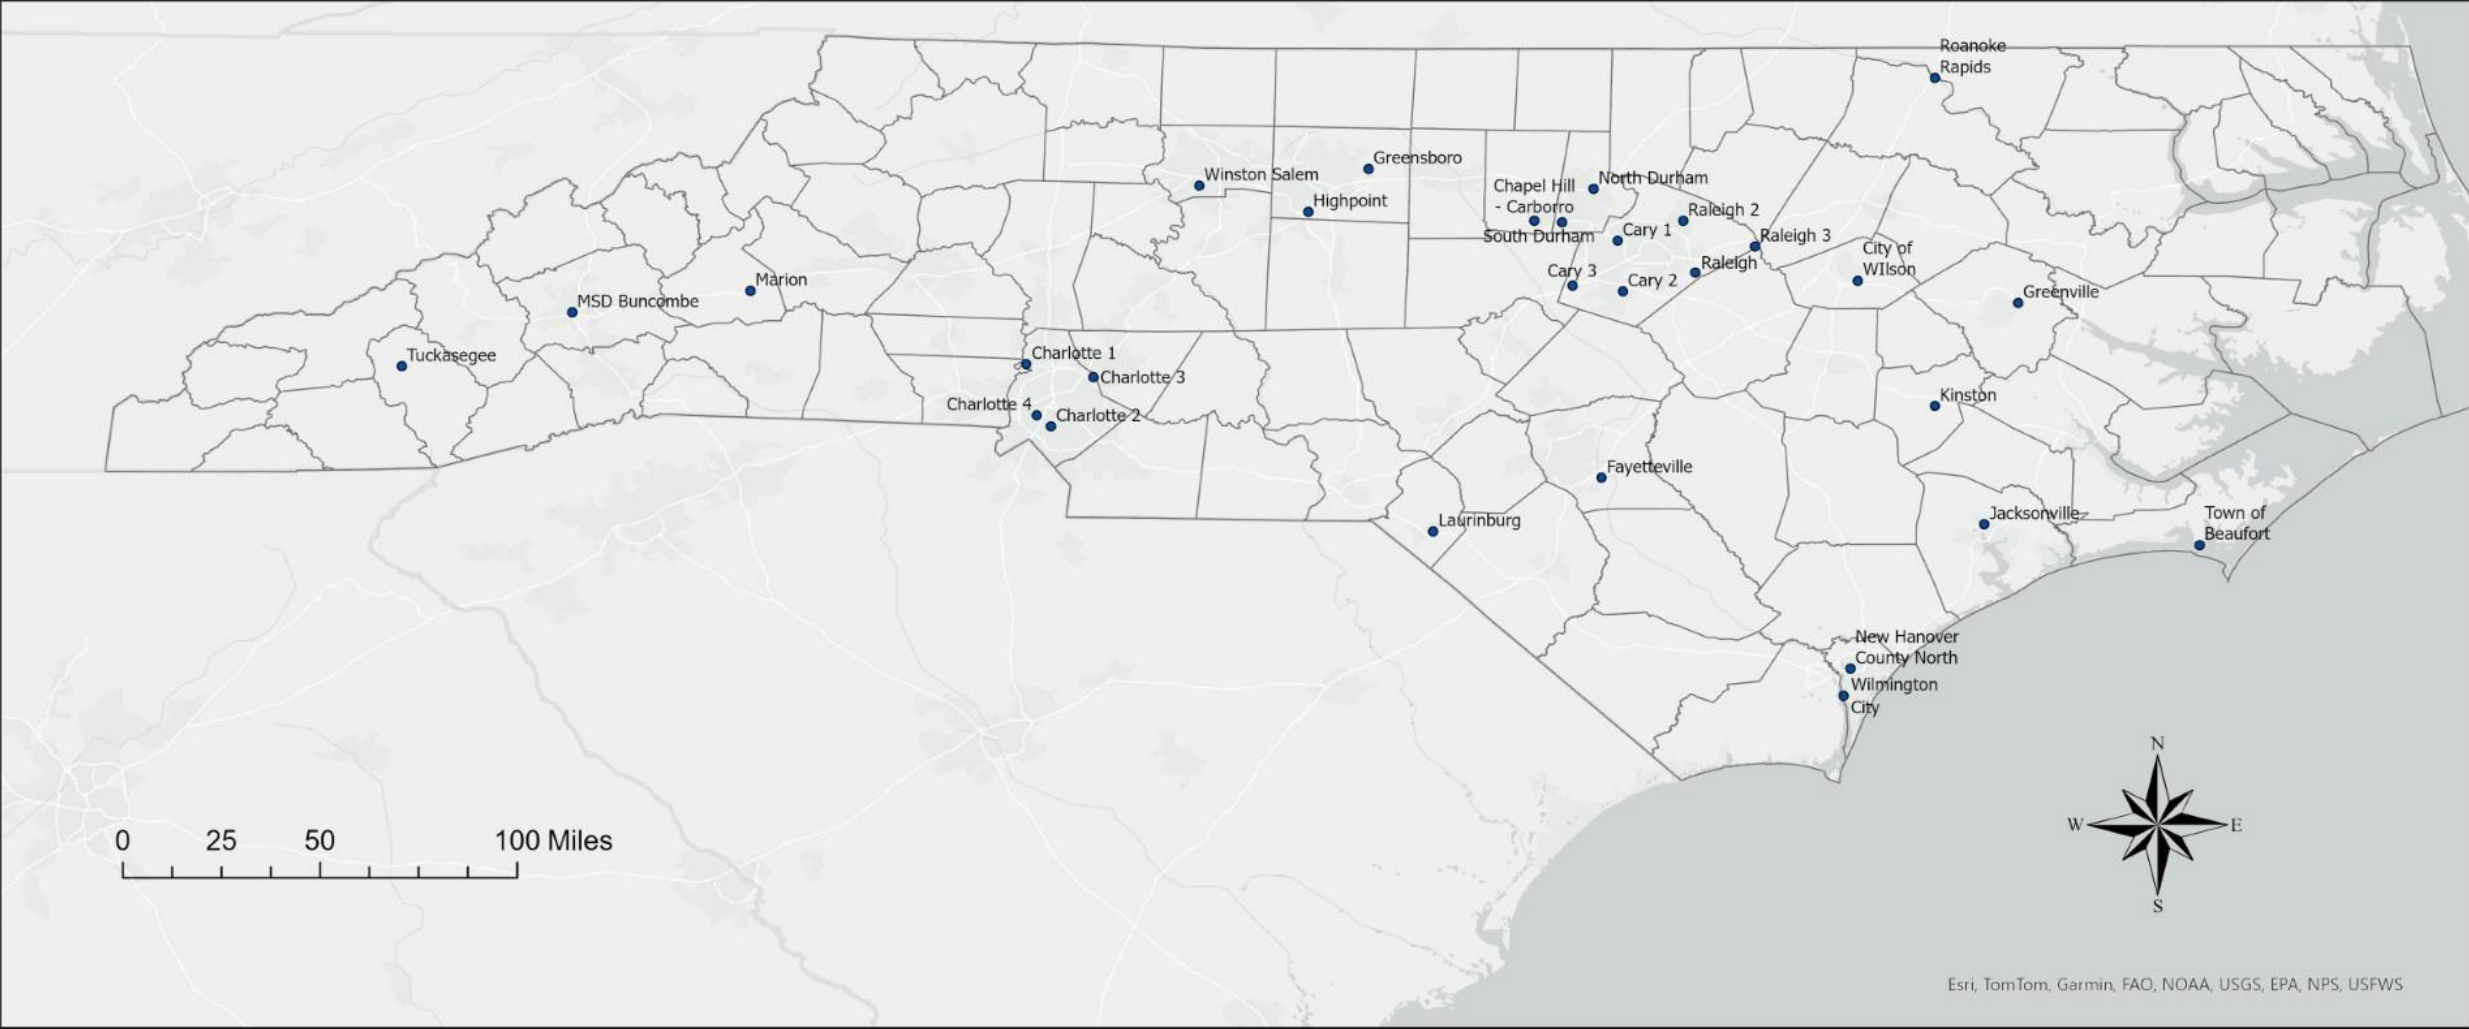 Roanoke
Rapids
Greensboro
Winston Salem
Highpoint
North Durham
Chapel Hill
- Carborro
South Durham
Raleigh 2
Cary 1
Raleigh 3
City of
WIlson
Raleigh
Cary 3
Cary 2
Marion
MSD Buncombe
Greenville
Tuckasegee
Charlotte 1
Charlotte 3
Charlotte 4
Charlotte 2
Kinston
Fayetteville
Laurinburg
Jacksonville
Town of
Beaufort
New Hanover
County North
Wilmington
City
N
W
E
S
0 25 50 100 Miles
Esri, TomTom, Garmin, FAO, NOAA, USGS, EPA, NPS, USFWS